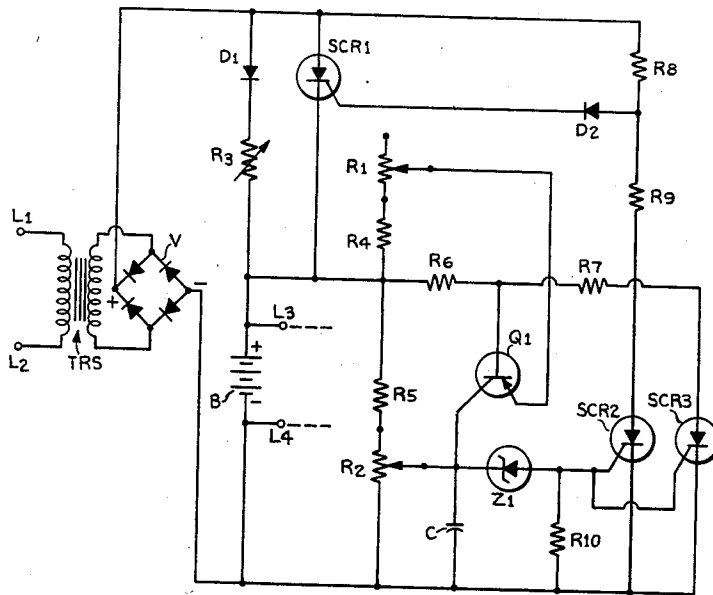 SCR1
D1
R8
D2
R3
R1
R9
L1
V
R4
R6
R7
+
−
L3
L2
TRS
Q1
+
B
−
R5
L4
SCR2
SCR3
R2
Z1
C
R10